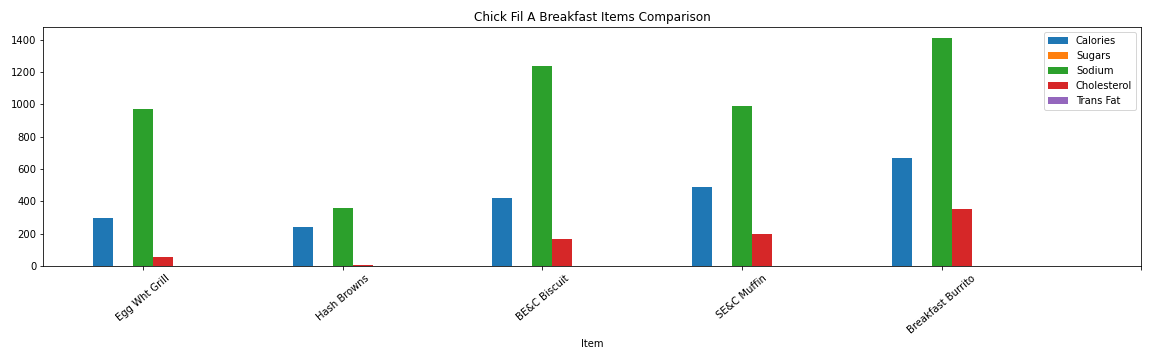 Chick Fil A Breakfast Items Comparison
1400
1200
1000
800
600
400
200
0
Calories
Sugars
Sodium
Cholesterol
Trans Fat
Egg Wht Grill
Hash Browns
BE&C Biscuit
SE&C Muffin
Breakfast Burrito
Item